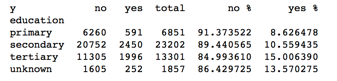 y no yes total no % yes %
education
primary 6260 591 6851 91.373522 8.626478
secondary 20752 2450 23202 89.440565 10.559435
tertiary 11305 1996 13301 84.993610 15.006390
unknown 1605 252 1857 86.429725 13.570275